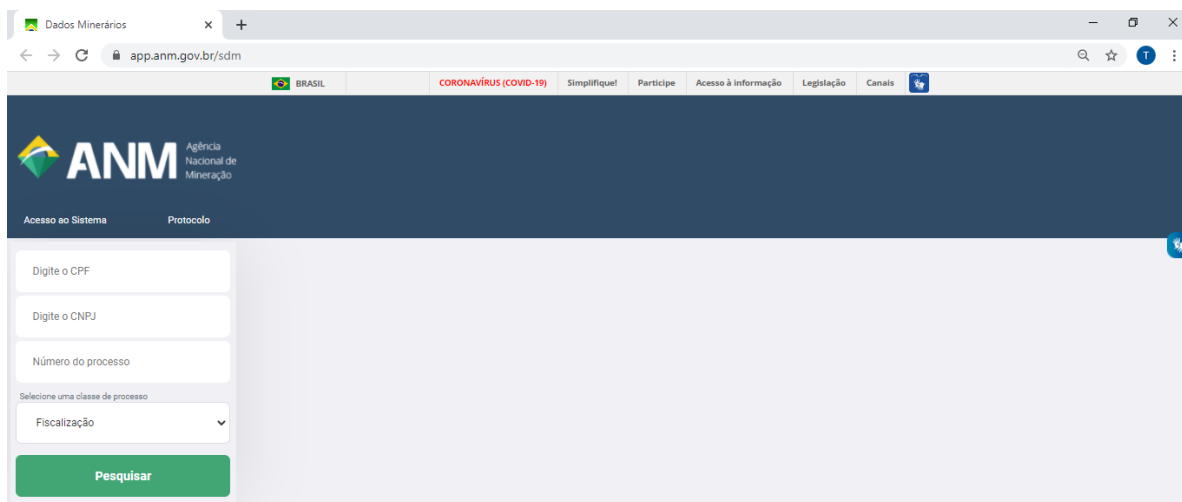 Dados Minerários
app.anm.gov.br/sdm
T
BRASIL CORONAVÍRUS (COVID-19) Simplifique! Participe Acesso à informação Legislação Canais
ANM Agência
Nacional de
Mineração
Acesso ao Sistema Protocolo
Digite o CPF
Digite o CNPJ
Número do processo
Selecione uma classe de processo
Fiscalização
Pesquisar